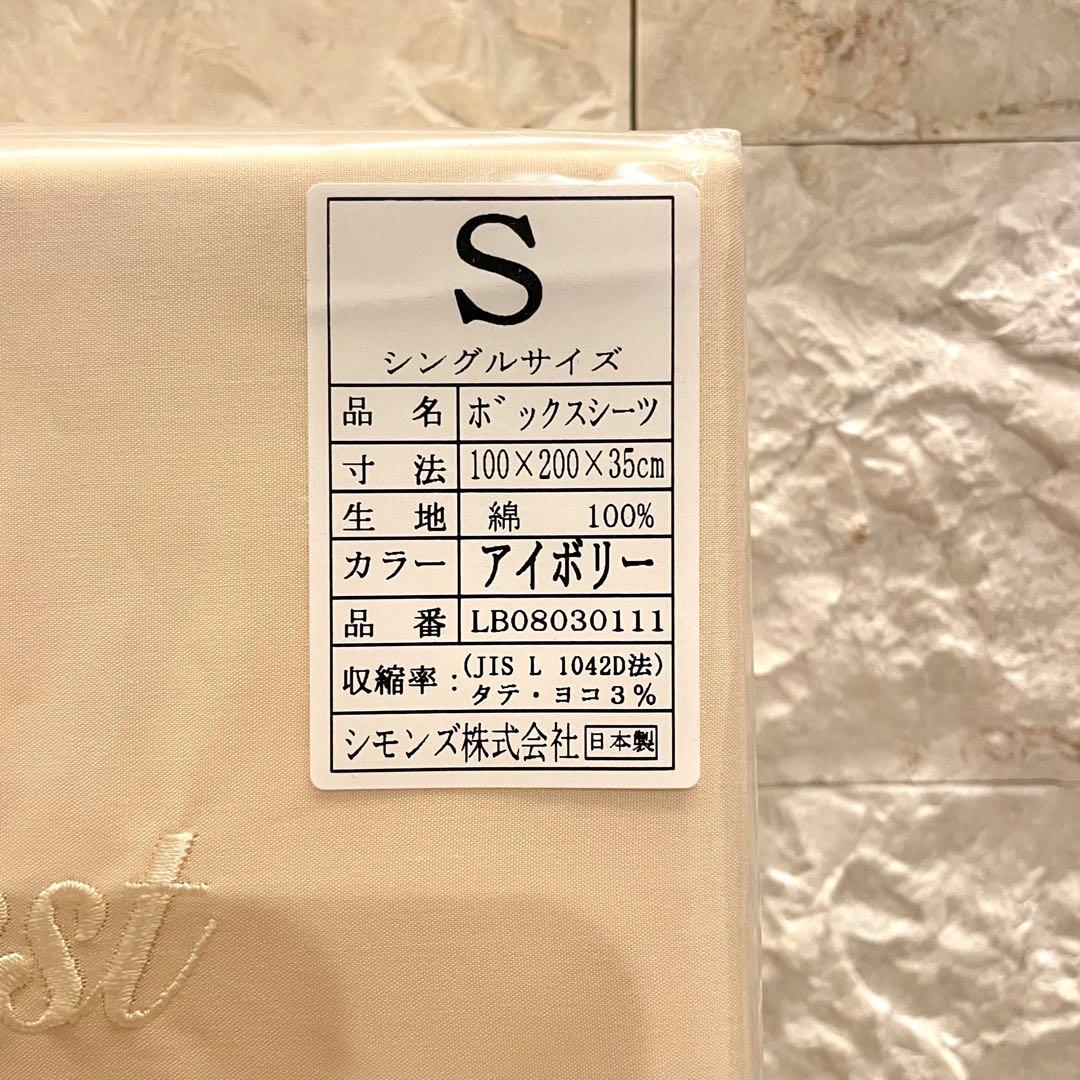 S
シングルサイズ
品名 ボックスシーツ
寸法 100×200×35cm
生地 綿 100%
カラー アイボリー
品番 LB08030111
収縮率:(JIS L 1042D法)
タテ・ヨコ3%
シモンズ株式会社 日本製
st